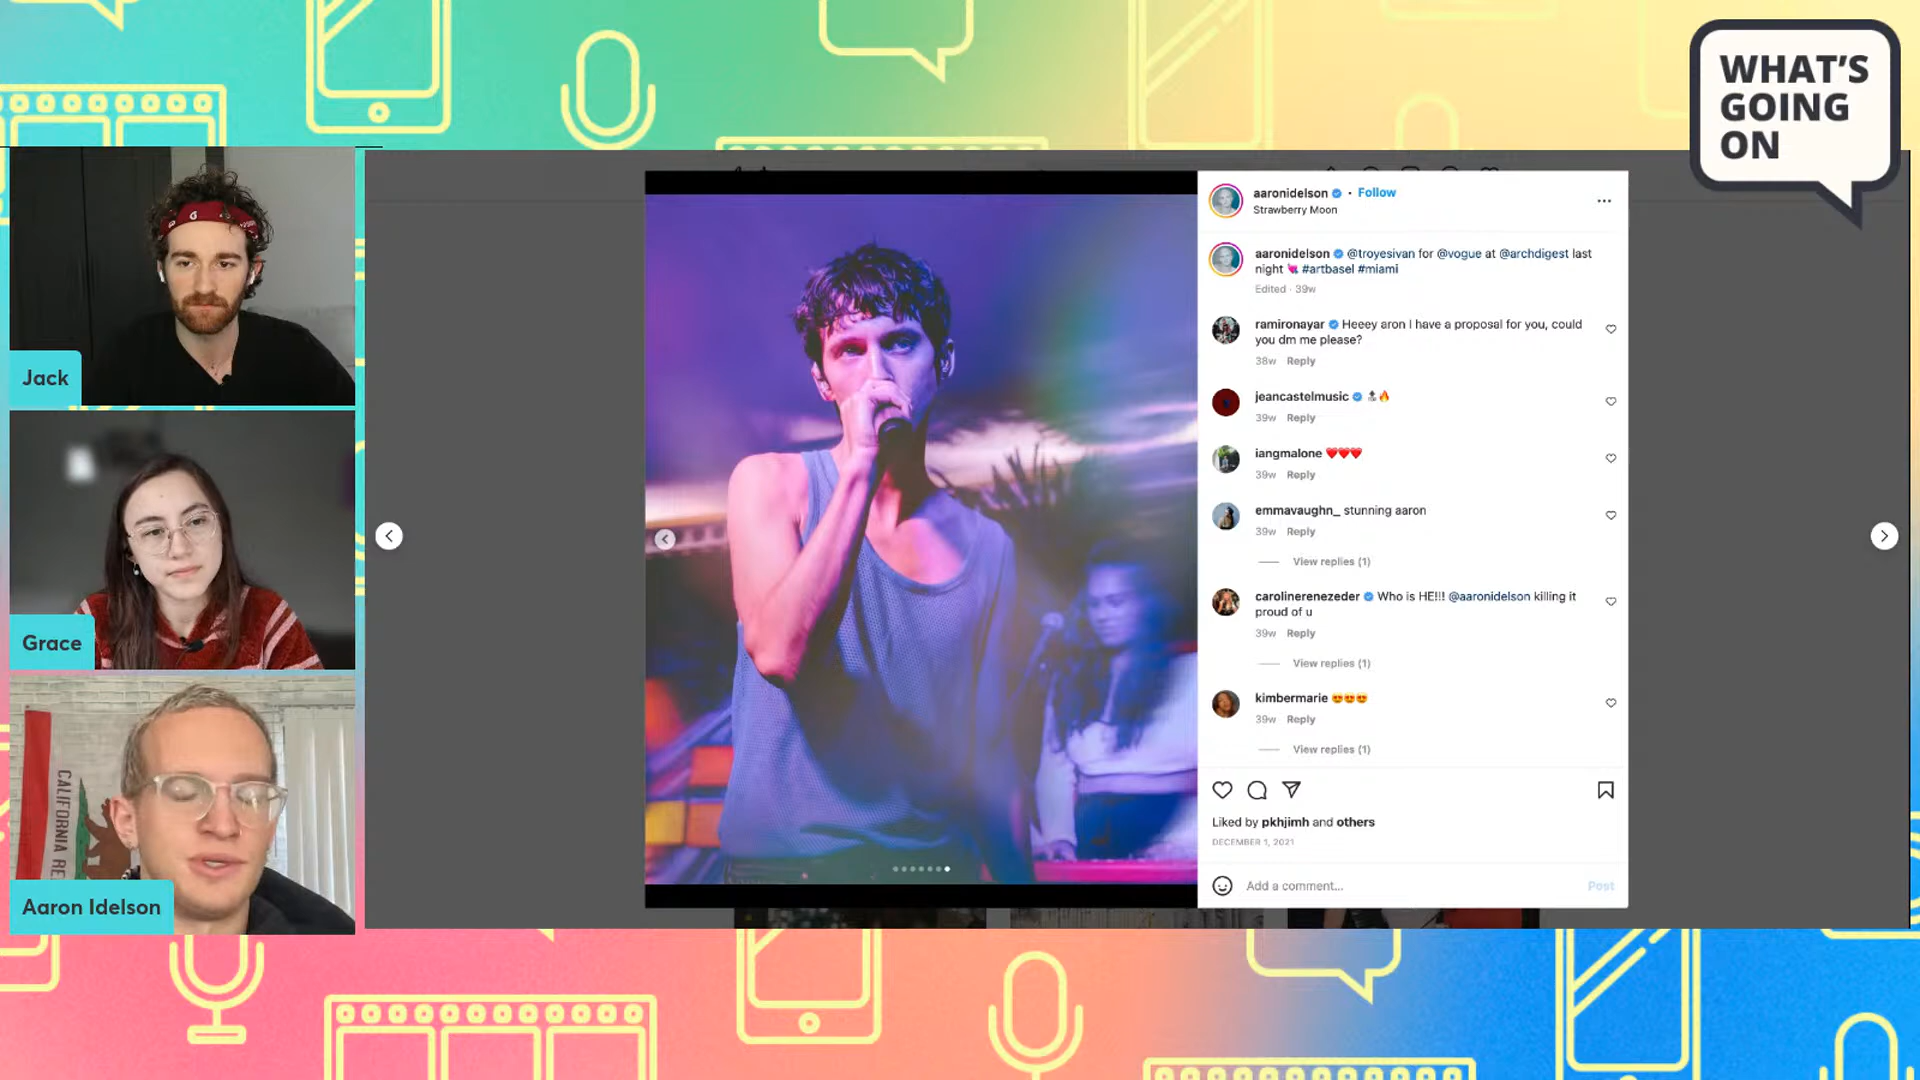 WHAT'S
GOING
ON
Jack
Grace
CALIFORNIA RE
Aaron Idelson
aaronidelson • Follow
Strawberry Moon
aaronidelson @troyesivan for @vogue at @archdigest last
night 💘 #artbasel #miami
Edited · 39w
ramironayar Heeey aron I have a proposal for you, could
you dm me please?
38w Reply
jeancastelmusic 🔥
39w Reply
iangmalone ❤️❤️❤️
39w Reply
emmavaughn_ stunning aaron
39w Reply
View replies (1)
carolinerenezeder Who is HE!!! @aaronidelson killing it
proud of u
39w Reply
View replies (1)
kimbermarie 😍😍😍
39w Reply
View replies (1)
Liked by pkhjimh and others
DECEMBER 1, 2021
Add a comment...
Post